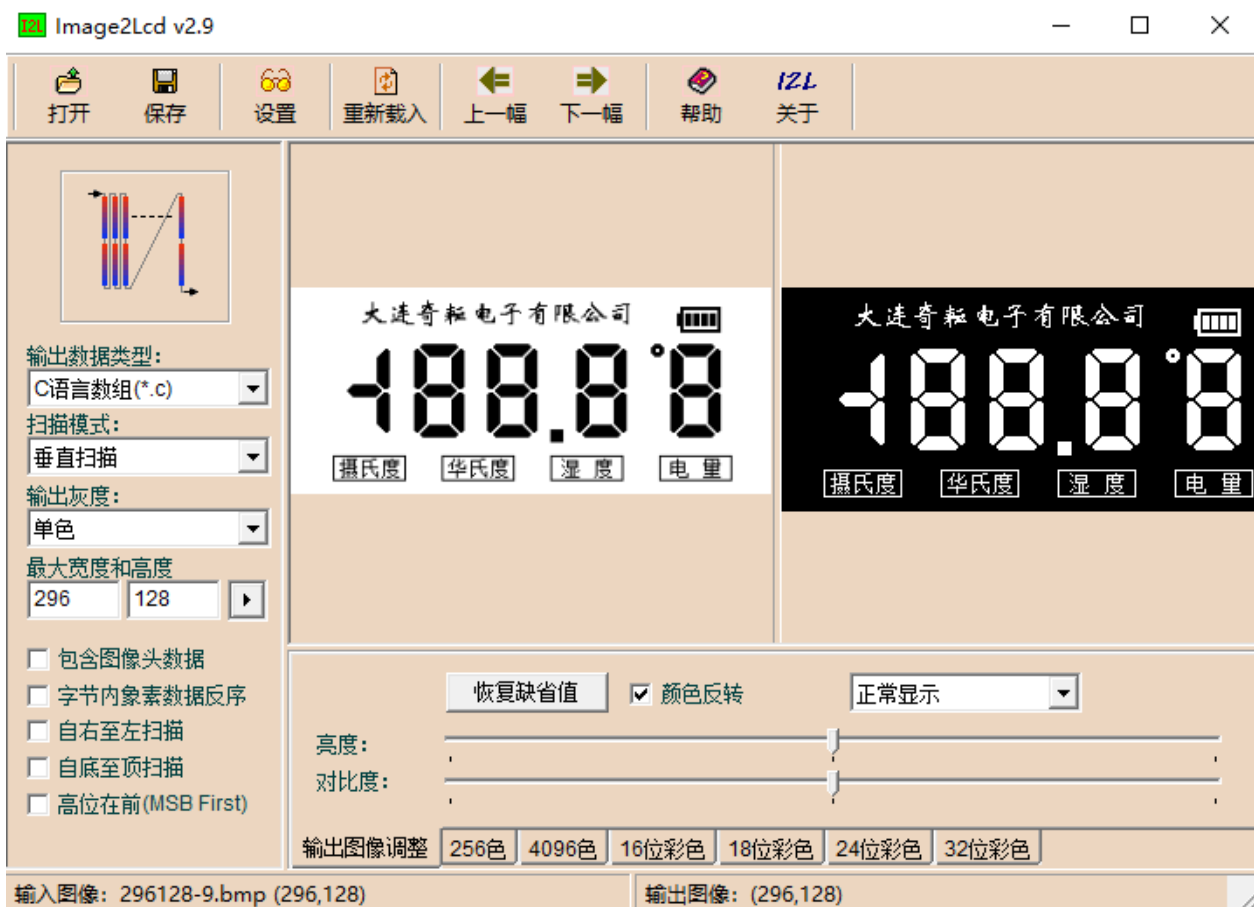 I2L Image2Lcd v2.9
打开 保存 设置 重新载入 上一幅 下一幅 帮助 I2L 关于
输出数据类型:
C语言数组(*.c)
扫描模式:
垂直扫描
输出灰度:
单色
最大宽度和高度
296 128
包含图像头数据
字节内象素数据反序
自右至左扫描
自底至顶扫描
高位在前(MSB First)
大连奇耘电子有限公司
188.8°8
摄氏度 华氏度 湿 度 电 量
大连奇耘电子有限公司
188.8°8
摄氏度 华氏度 湿 度 电 量
恢复缺省值 颜色反转 正常显示
亮度:
对比度:
输出图像调整 256色 4096色 16位彩色 18位彩色 24位彩色 32位彩色
输入图像: 296128-9.bmp (296,128) 输出图像: (296,128)